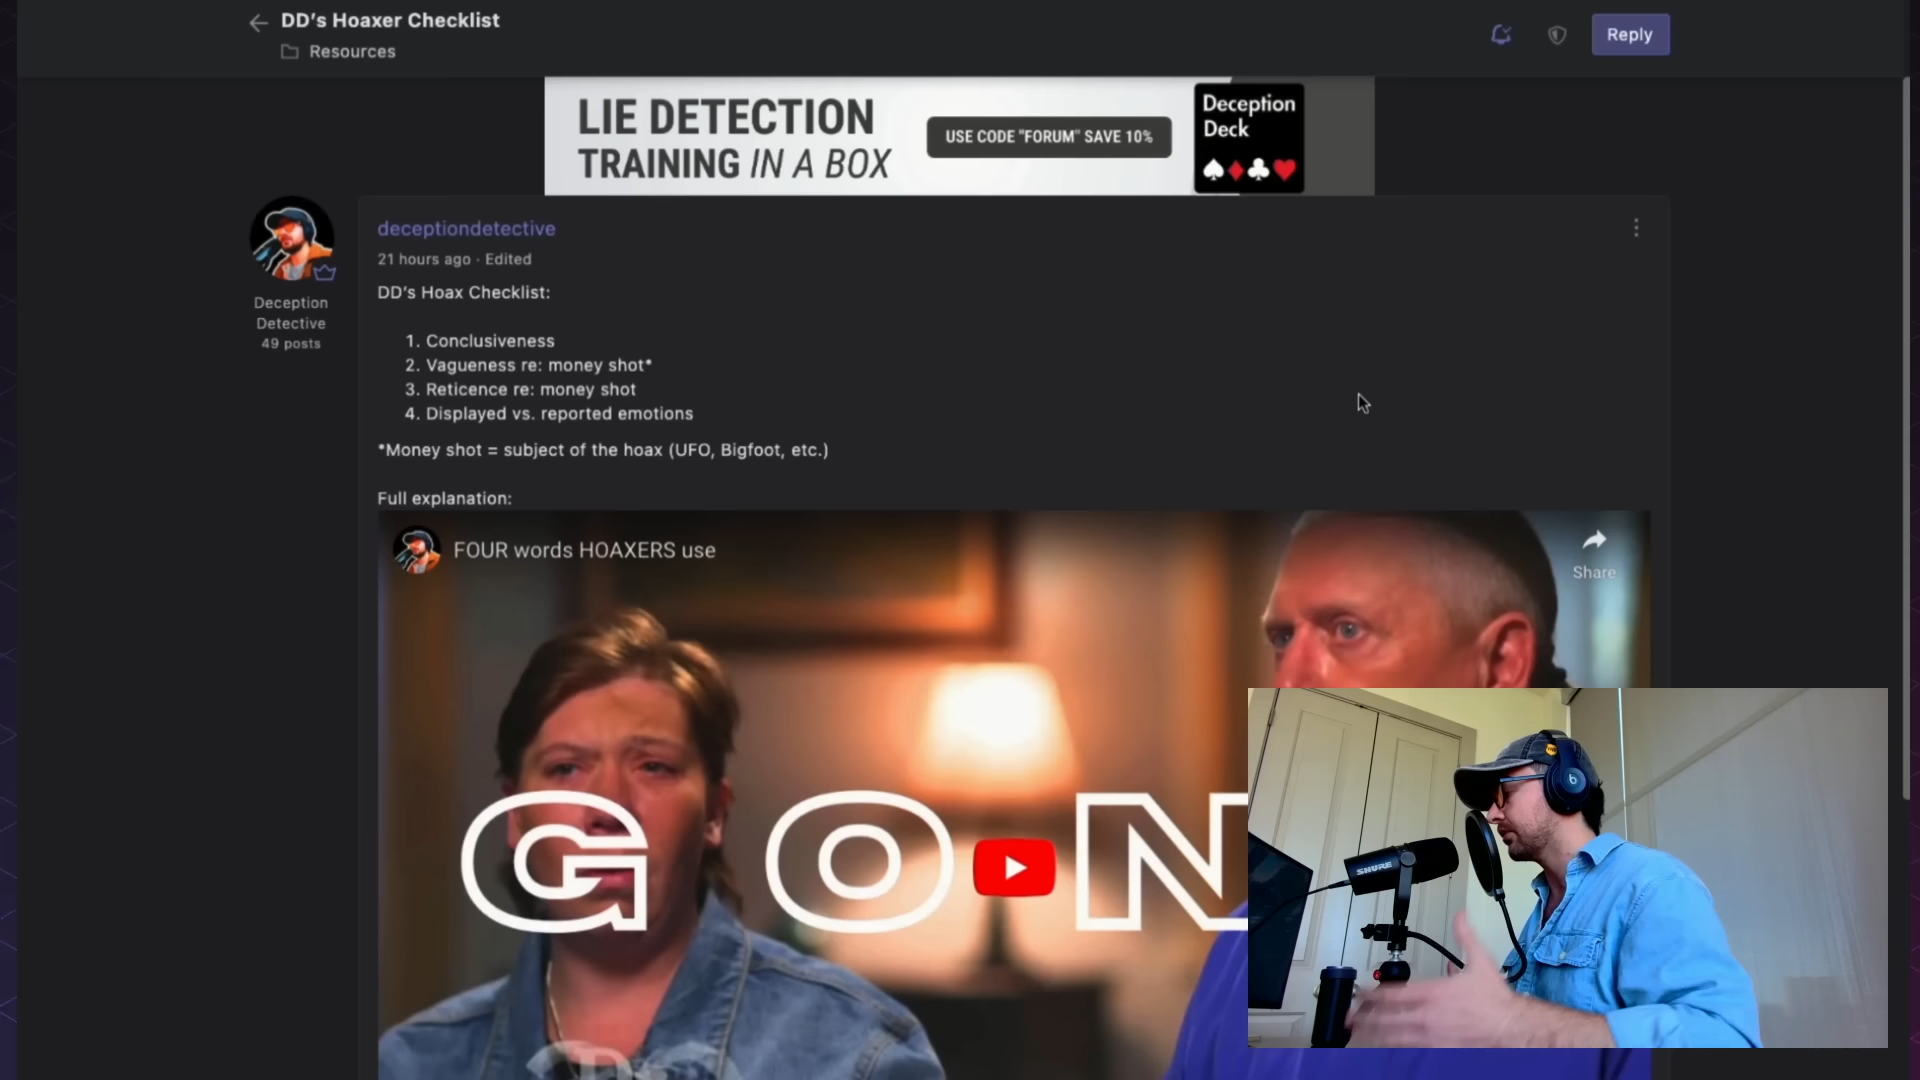 DD's Hoaxer Checklist
Resources
Reply
LIE DETECTION
TRAINING IN A BOX
USE CODE "FORUM" SAVE 10%
Deception
Deck
deceptiondetective
21 hours ago · Edited
Deception
Detective
49 posts
DD's Hoax Checklist:
1. Conclusiveness
2. Vagueness re: money shot*
3. Reticence re: money shot
4. Displayed vs. reported emotions
*Money shot = subject of the hoax (UFO, Bigfoot, etc.)
Full explanation:
FOUR words HOAXERS use
Share
G O N
SHURE